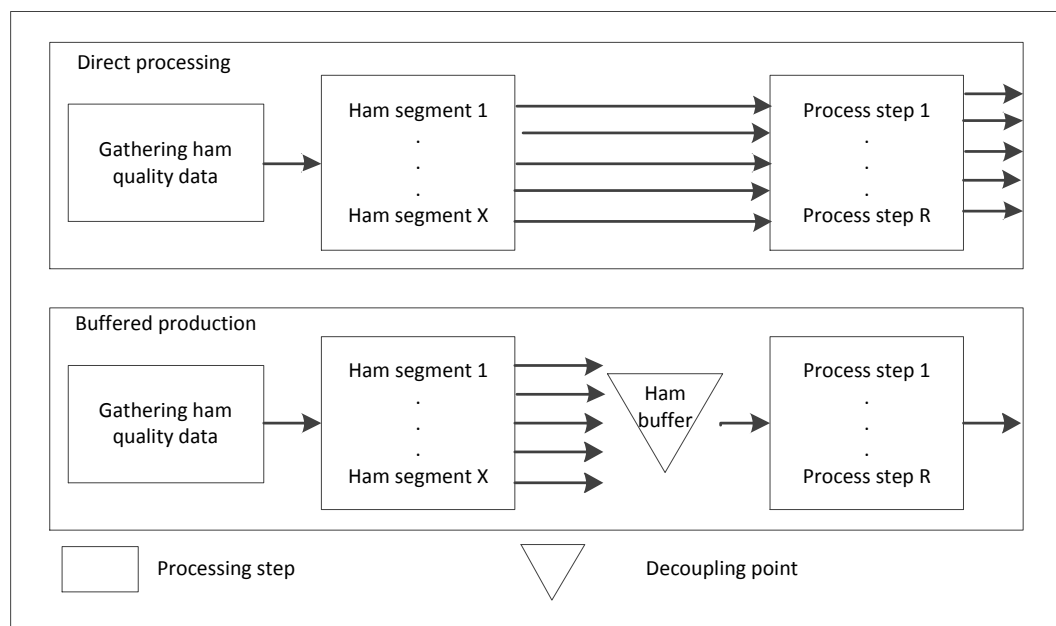 Direct processing
Gathering ham
quality data
Ham segment 1
.
.
.
Ham segment X
Process step 1
.
.
.
Process step R
Buffered production
Gathering ham
quality data
Ham segment 1
.
.
.
Ham segment X
Ham
buffer
Process step 1
.
.
.
Process step R
Processing step
Decoupling point